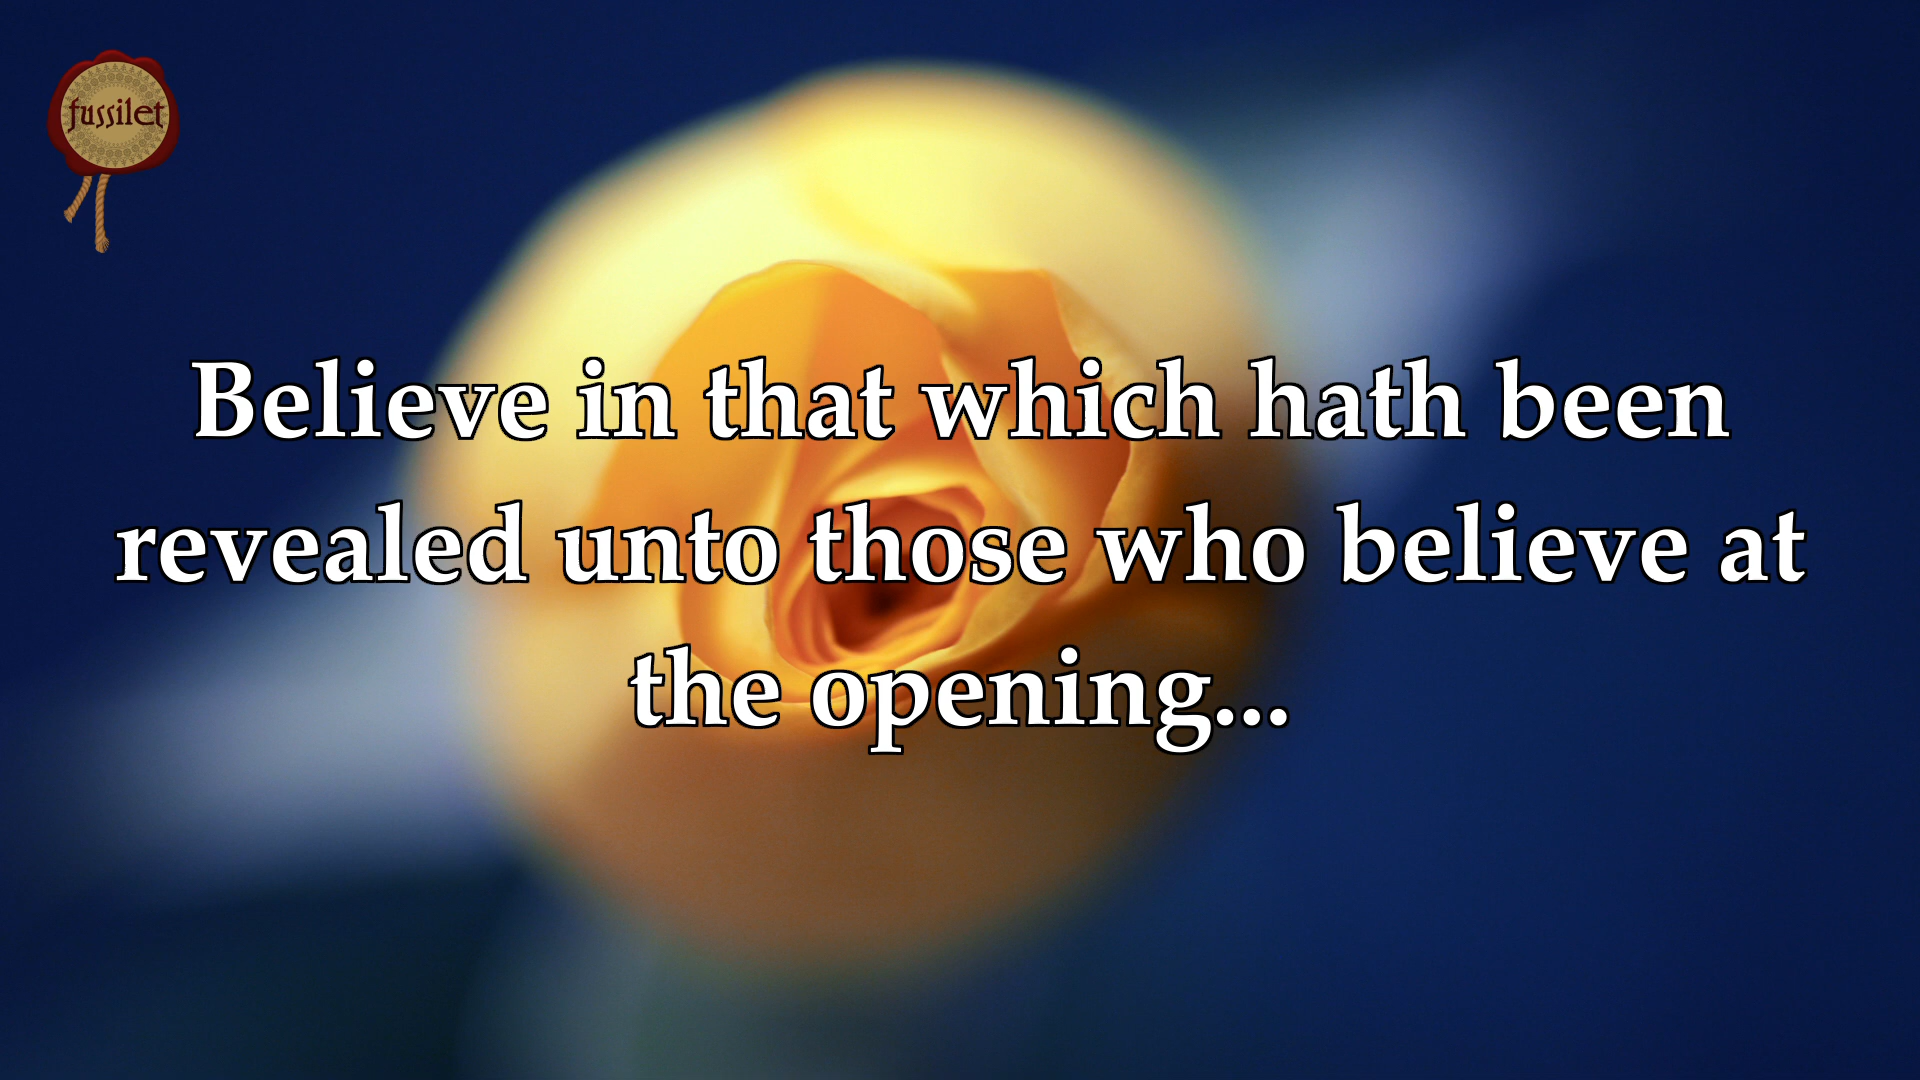 fussilet
Believe in that which hath been
revealed unto those who believe at
the opening...